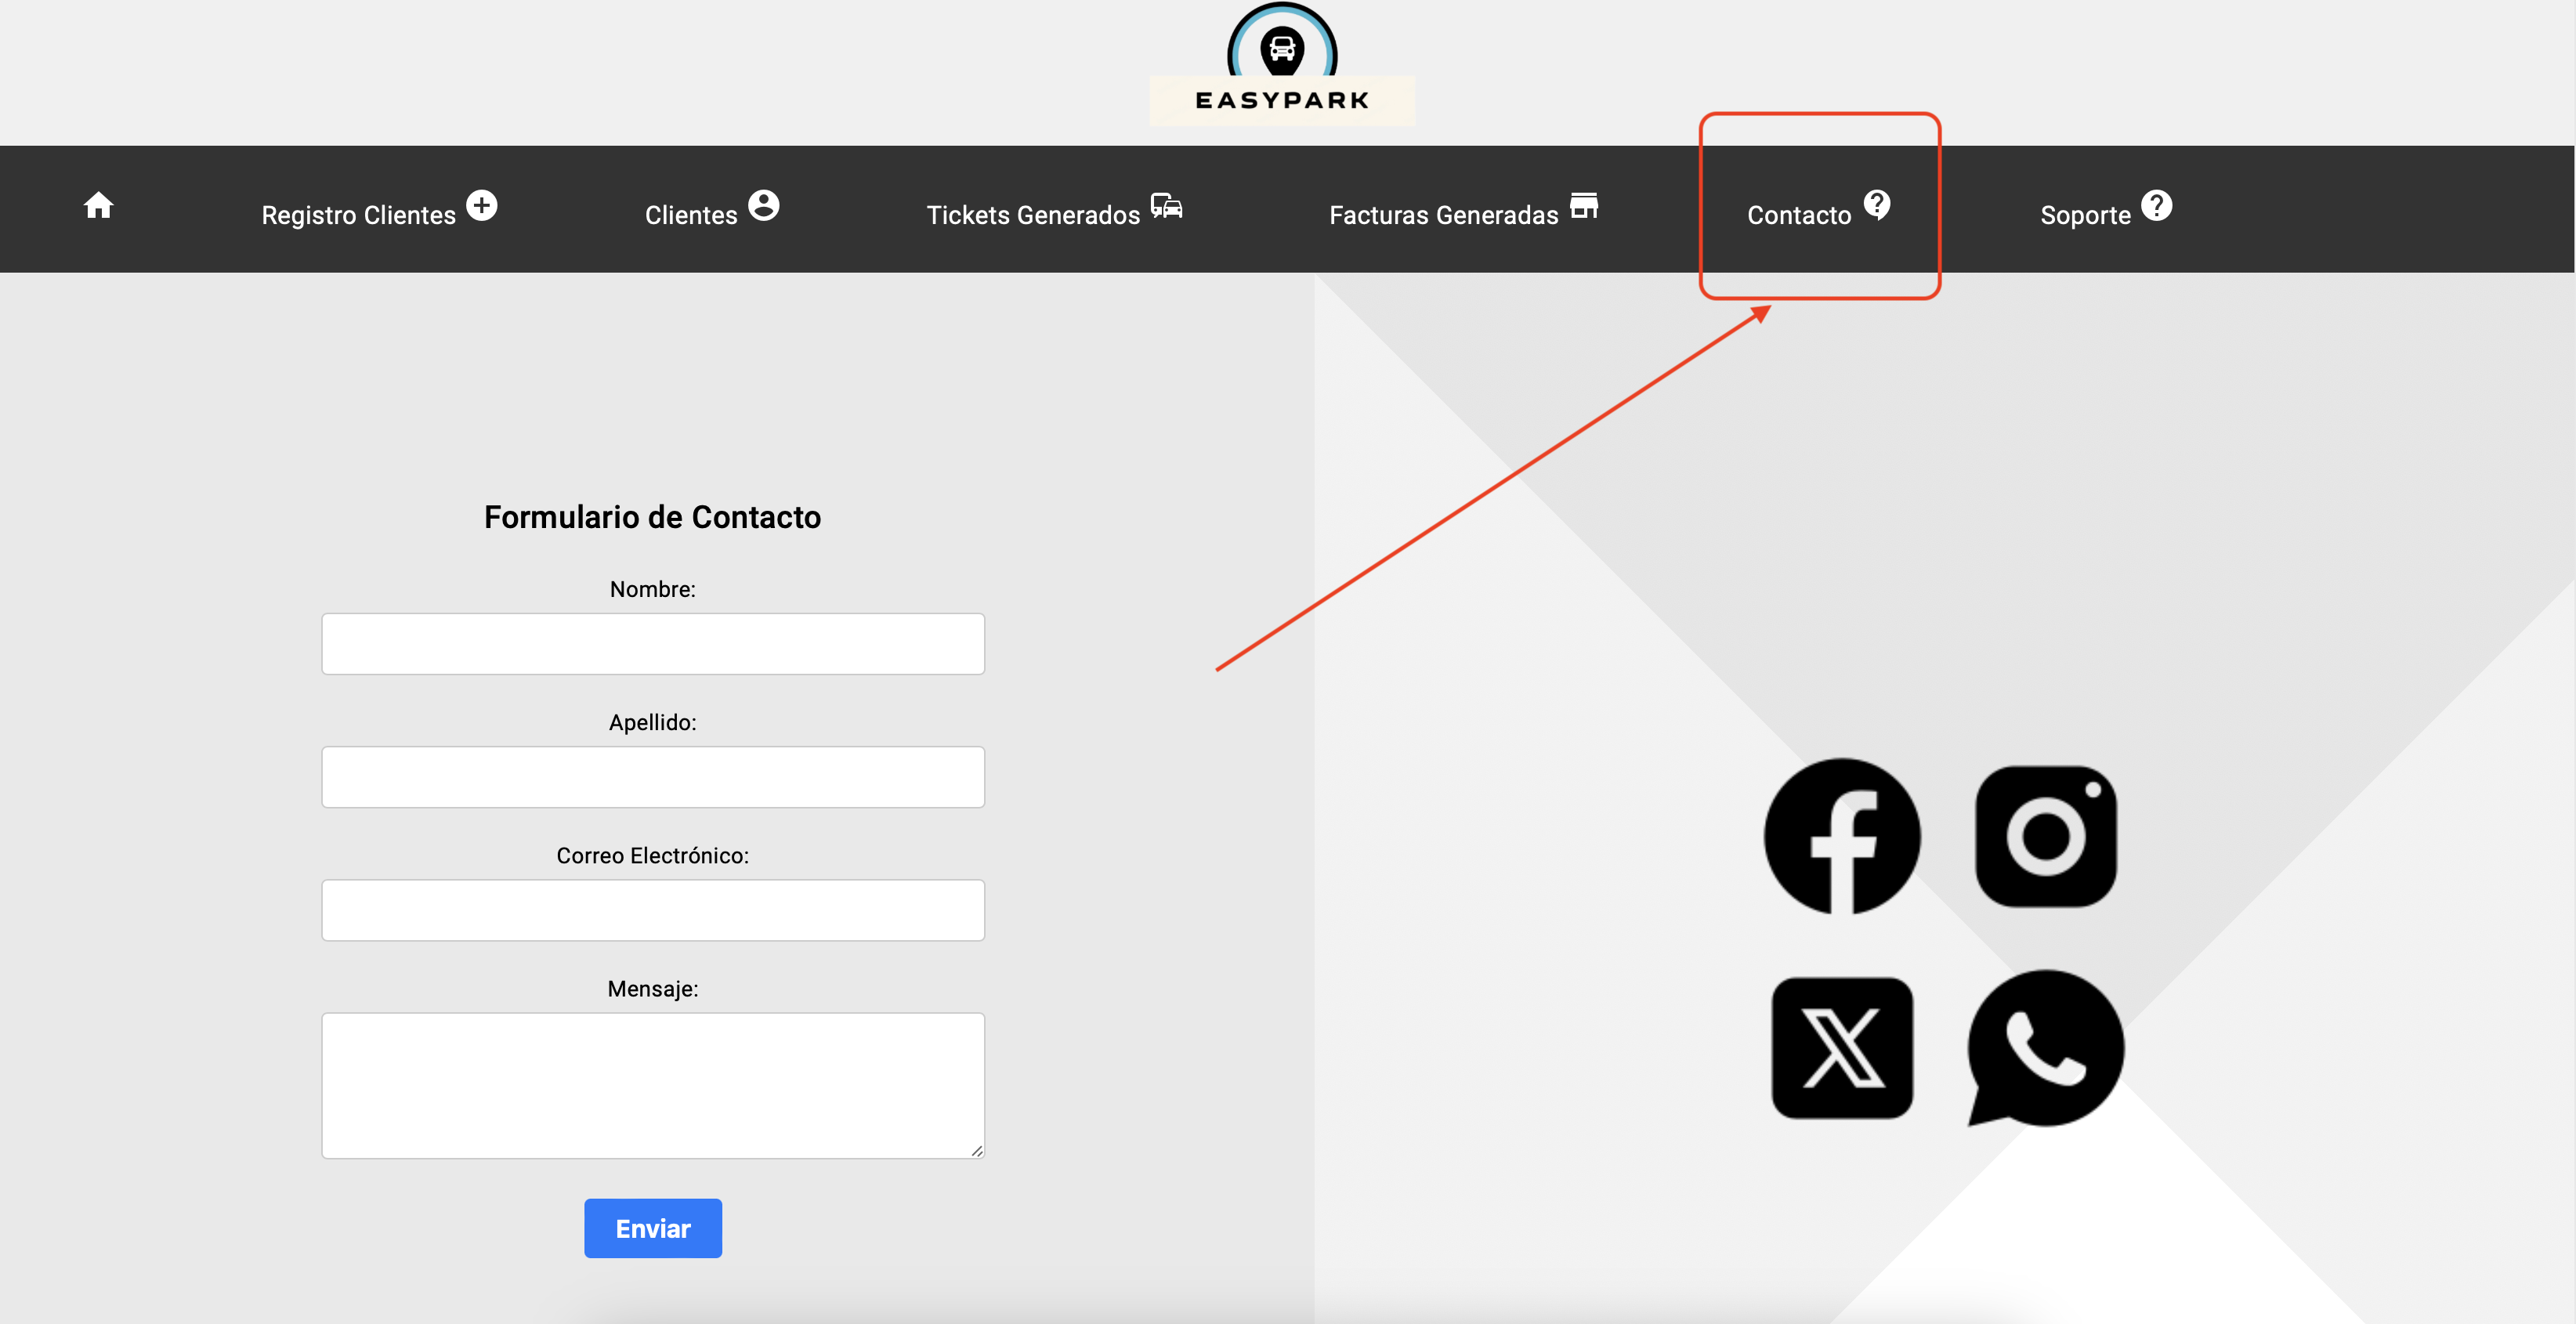 EASYPARK
Registro Clientes
Clientes
Tickets Generados
Facturas Generadas
Contacto
Soporte
Formulario de Contacto
Nombre:
Apellido:
Correo Electrónico:
Mensaje:
Enviar